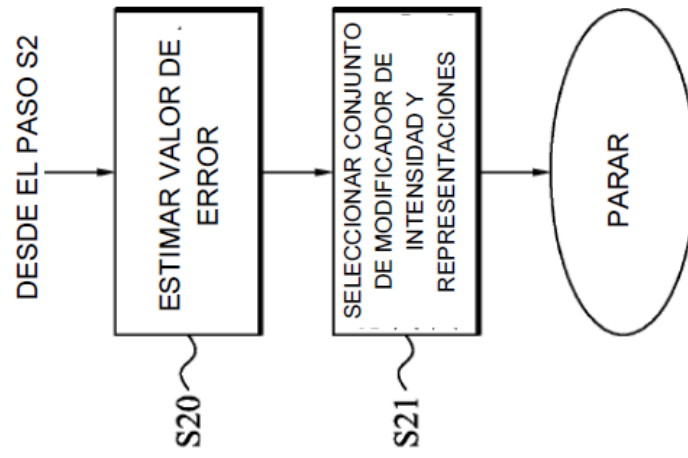 DESDE EL PASO S2
S20
ESTIMAR VALOR DE
ERROR
S21
SELECCIONAR CONJUNTO
DE MODIFICADOR DE
INTENSIDAD Y
REPRESENTACIONES
PARAR